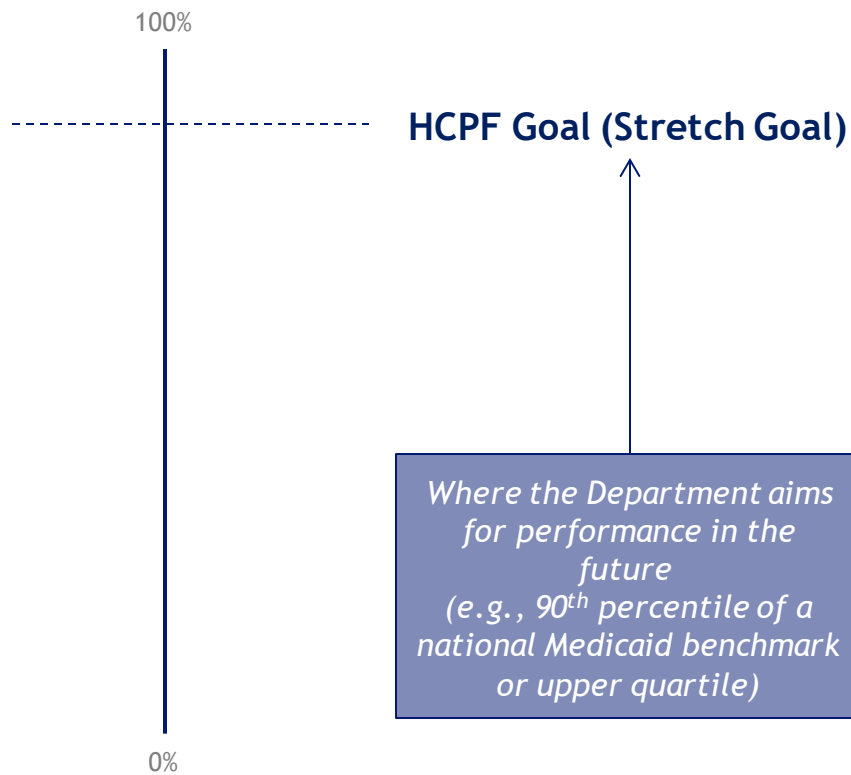 100%
HCPF Goal (Stretch Goal)
Where the Department aims
for performance in the
future
(e.g., 90th percentile of a
national Medicaid benchmark
or upper quartile)
0%